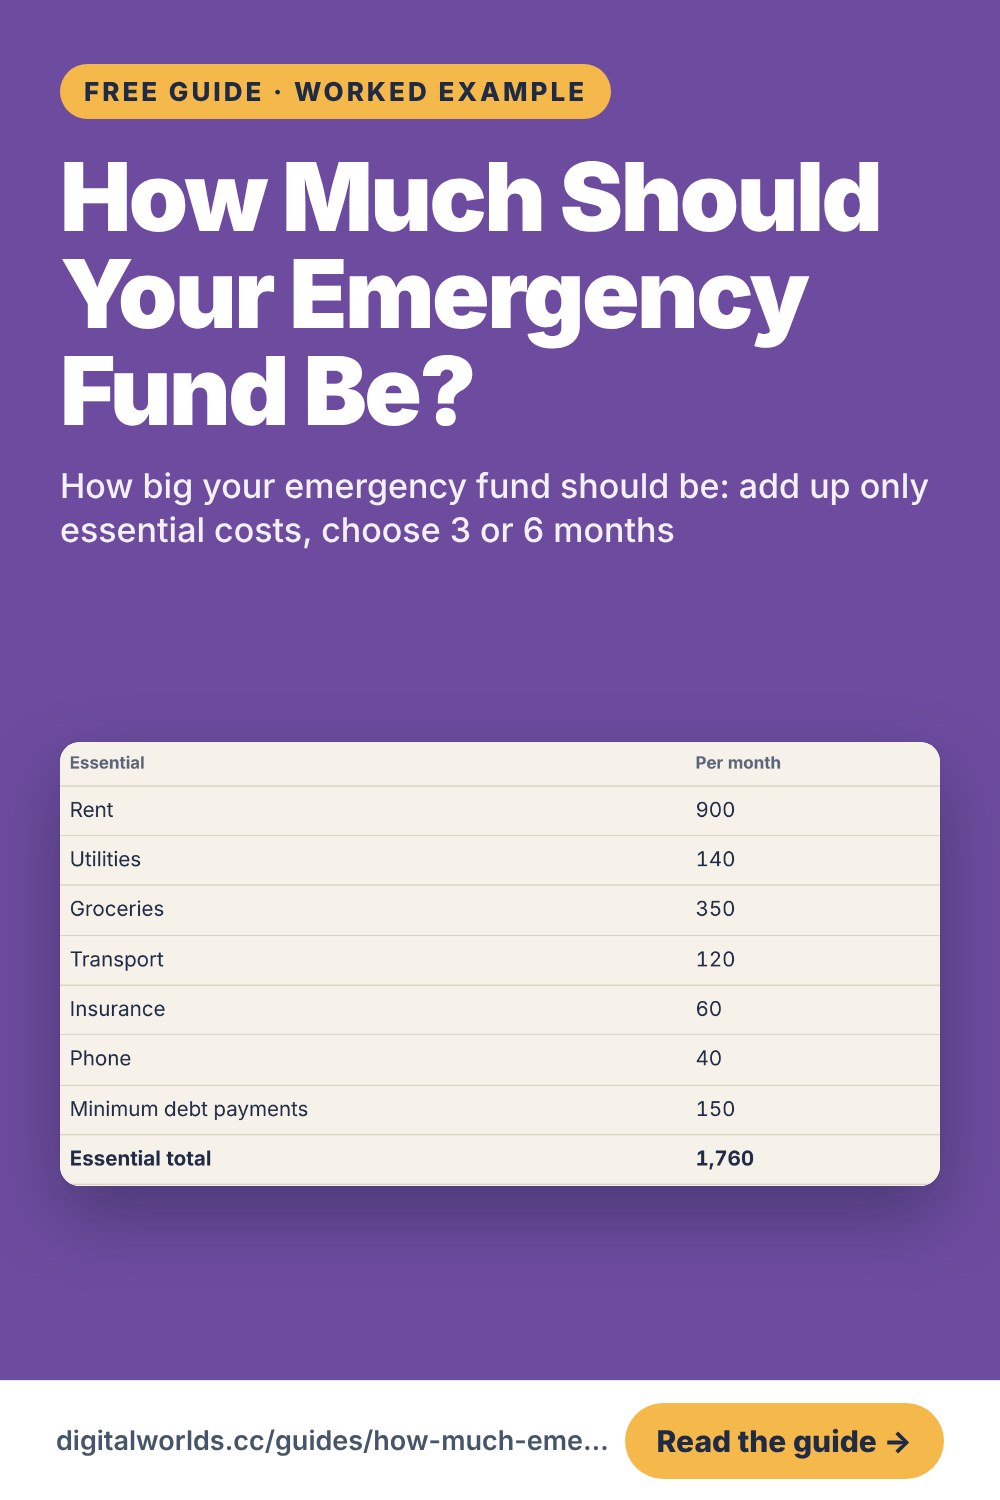 FREE GUIDE · WORKED EXAMPLE
How Much Should
Your Emergency
Fund Be?
How big your emergency fund should be: add up only
essential costs, choose 3 or 6 months
Essential Per month
Rent 900
Utilities 140
Groceries 350
Transport 120
Insurance 60
Phone 40
Minimum debt payments 150
Essential total 1,760
digitalworlds.cc/guides/how-much-eme... Read the guide →